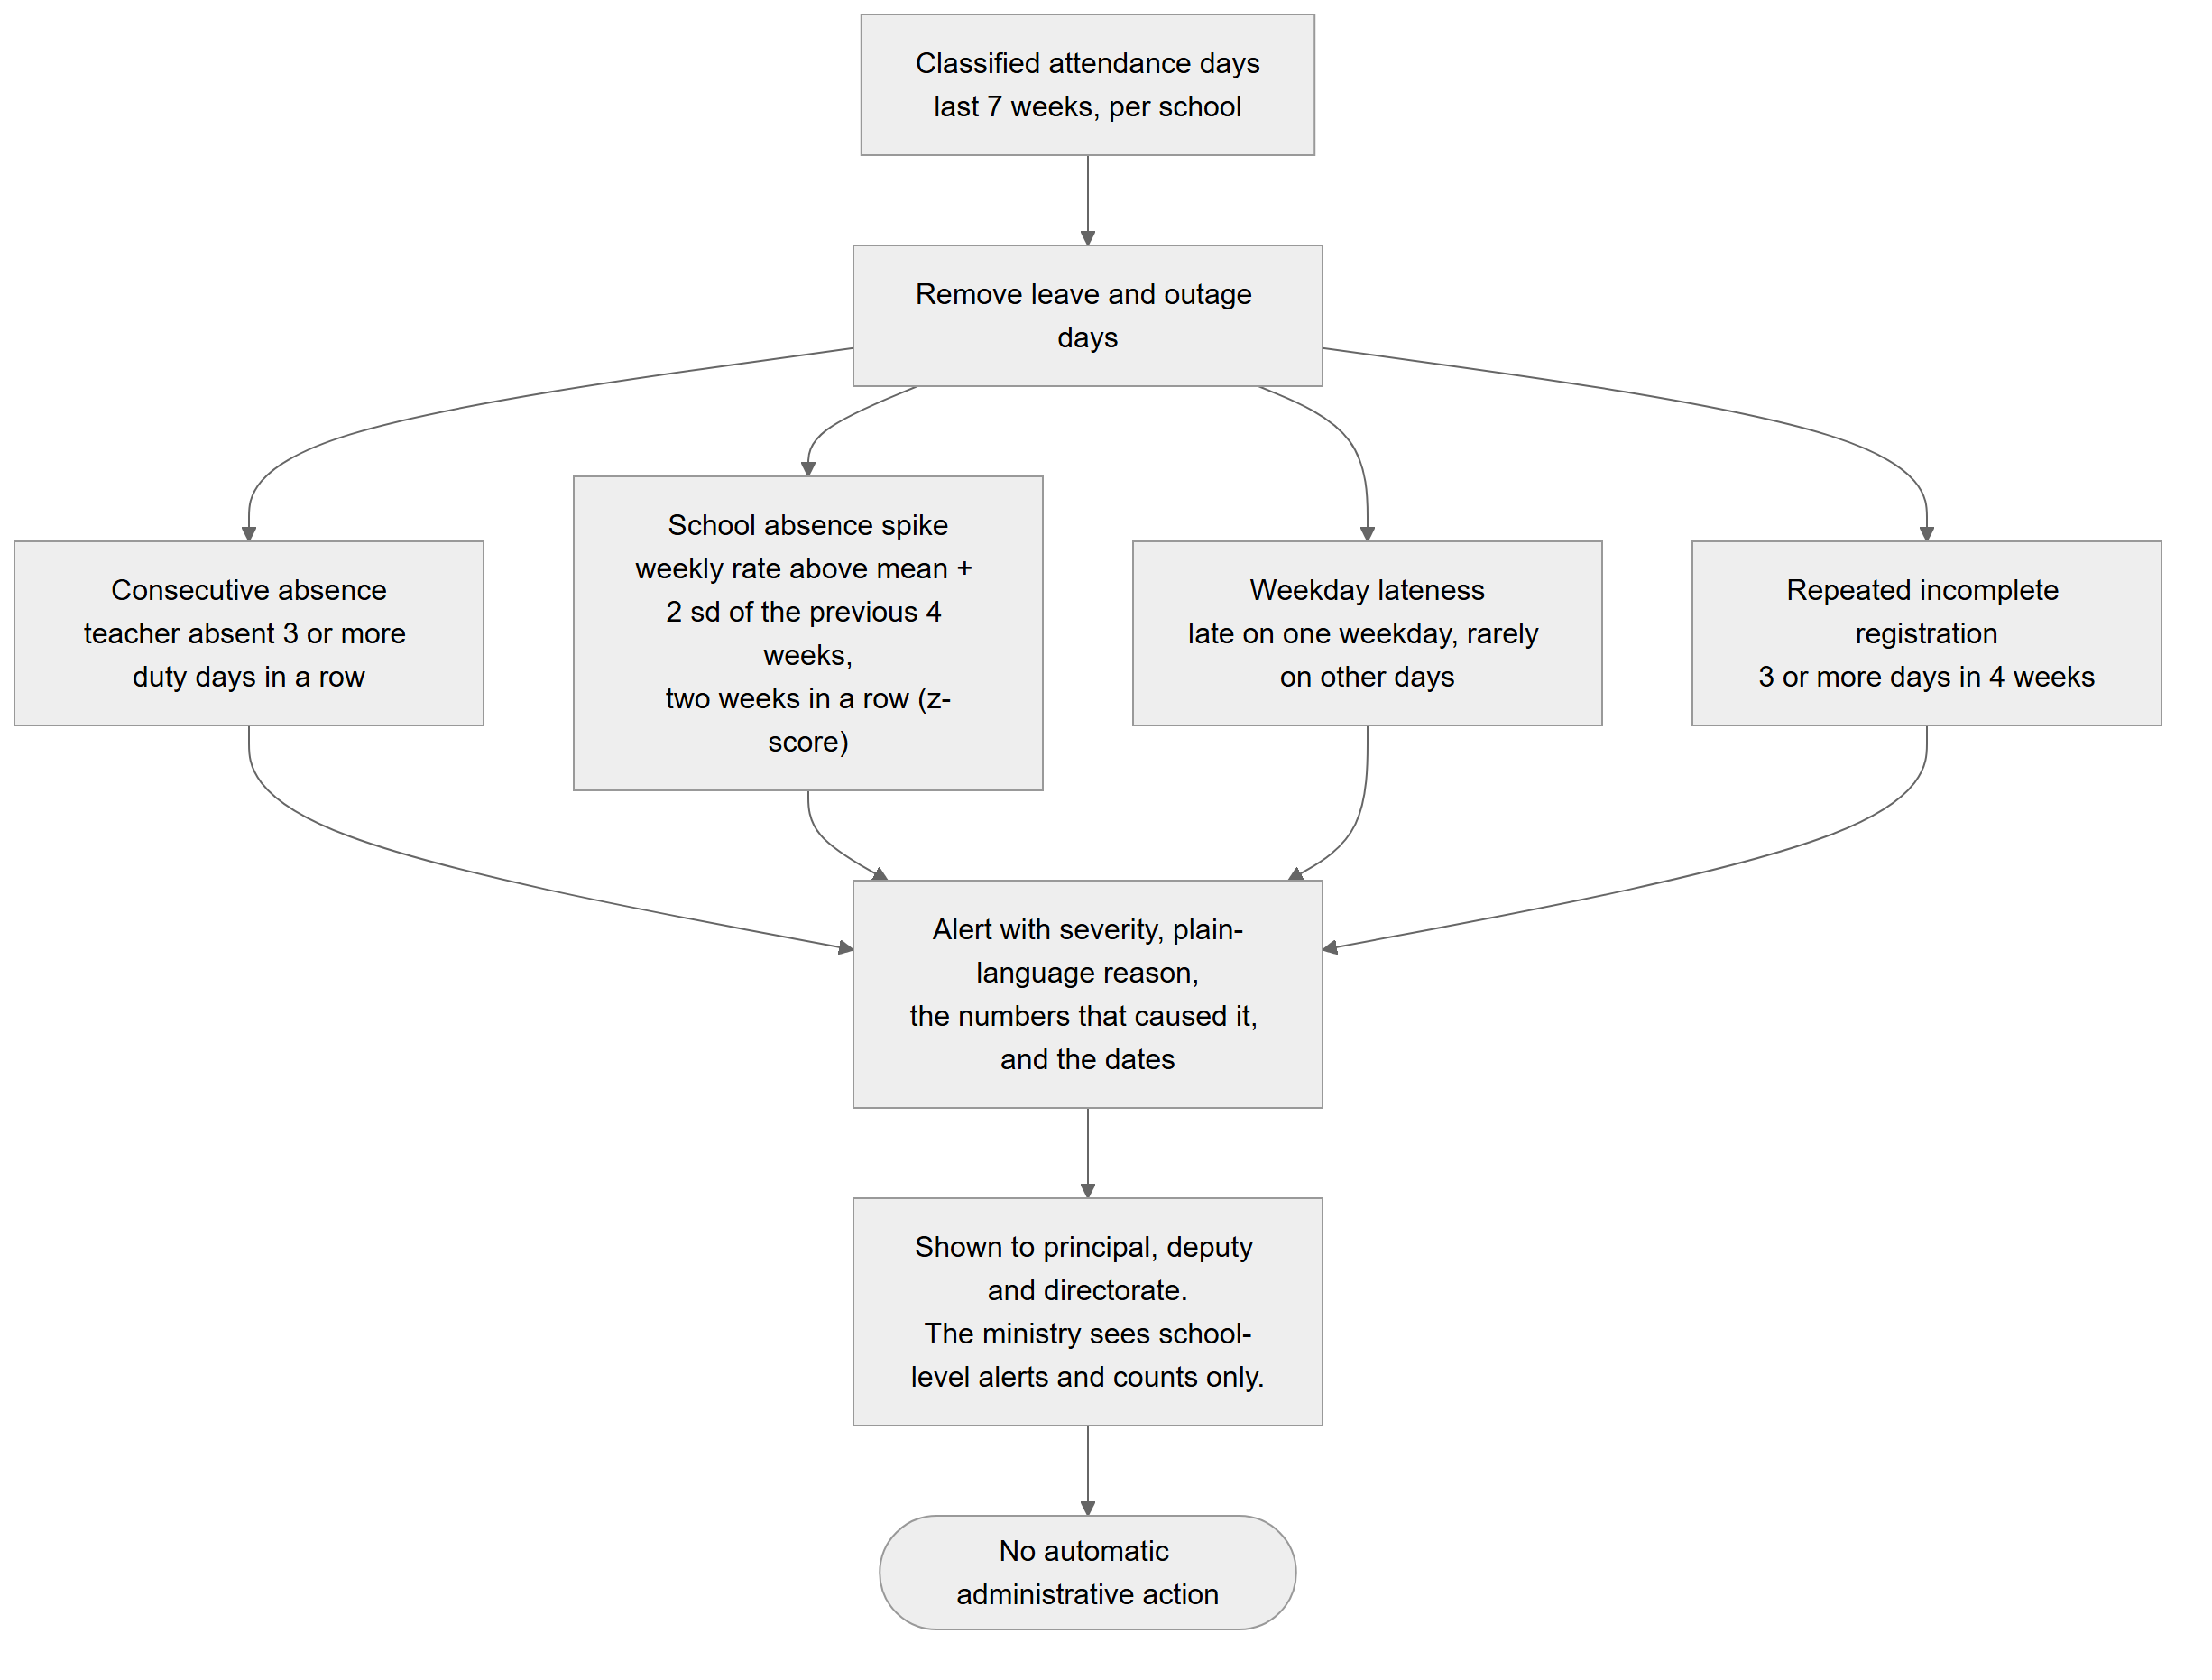 Classified attendance days
last 7 weeks, per school
Remove leave and outage
days
Consecutive absence
teacher absent 3 or more
duty days in a row
School absence spike
weekly rate above mean +
2 sd of the previous 4
weeks,
two weeks in a row (z-
score)
Weekday lateness
late on one weekday, rarely
on other days
Repeated incomplete
registration
3 or more days in 4 weeks
Alert with severity, plain-
language reason,
the numbers that caused it,
and the dates
Shown to principal, deputy
and directorate.
The ministry sees school-
level alerts and counts only.
No automatic
administrative action